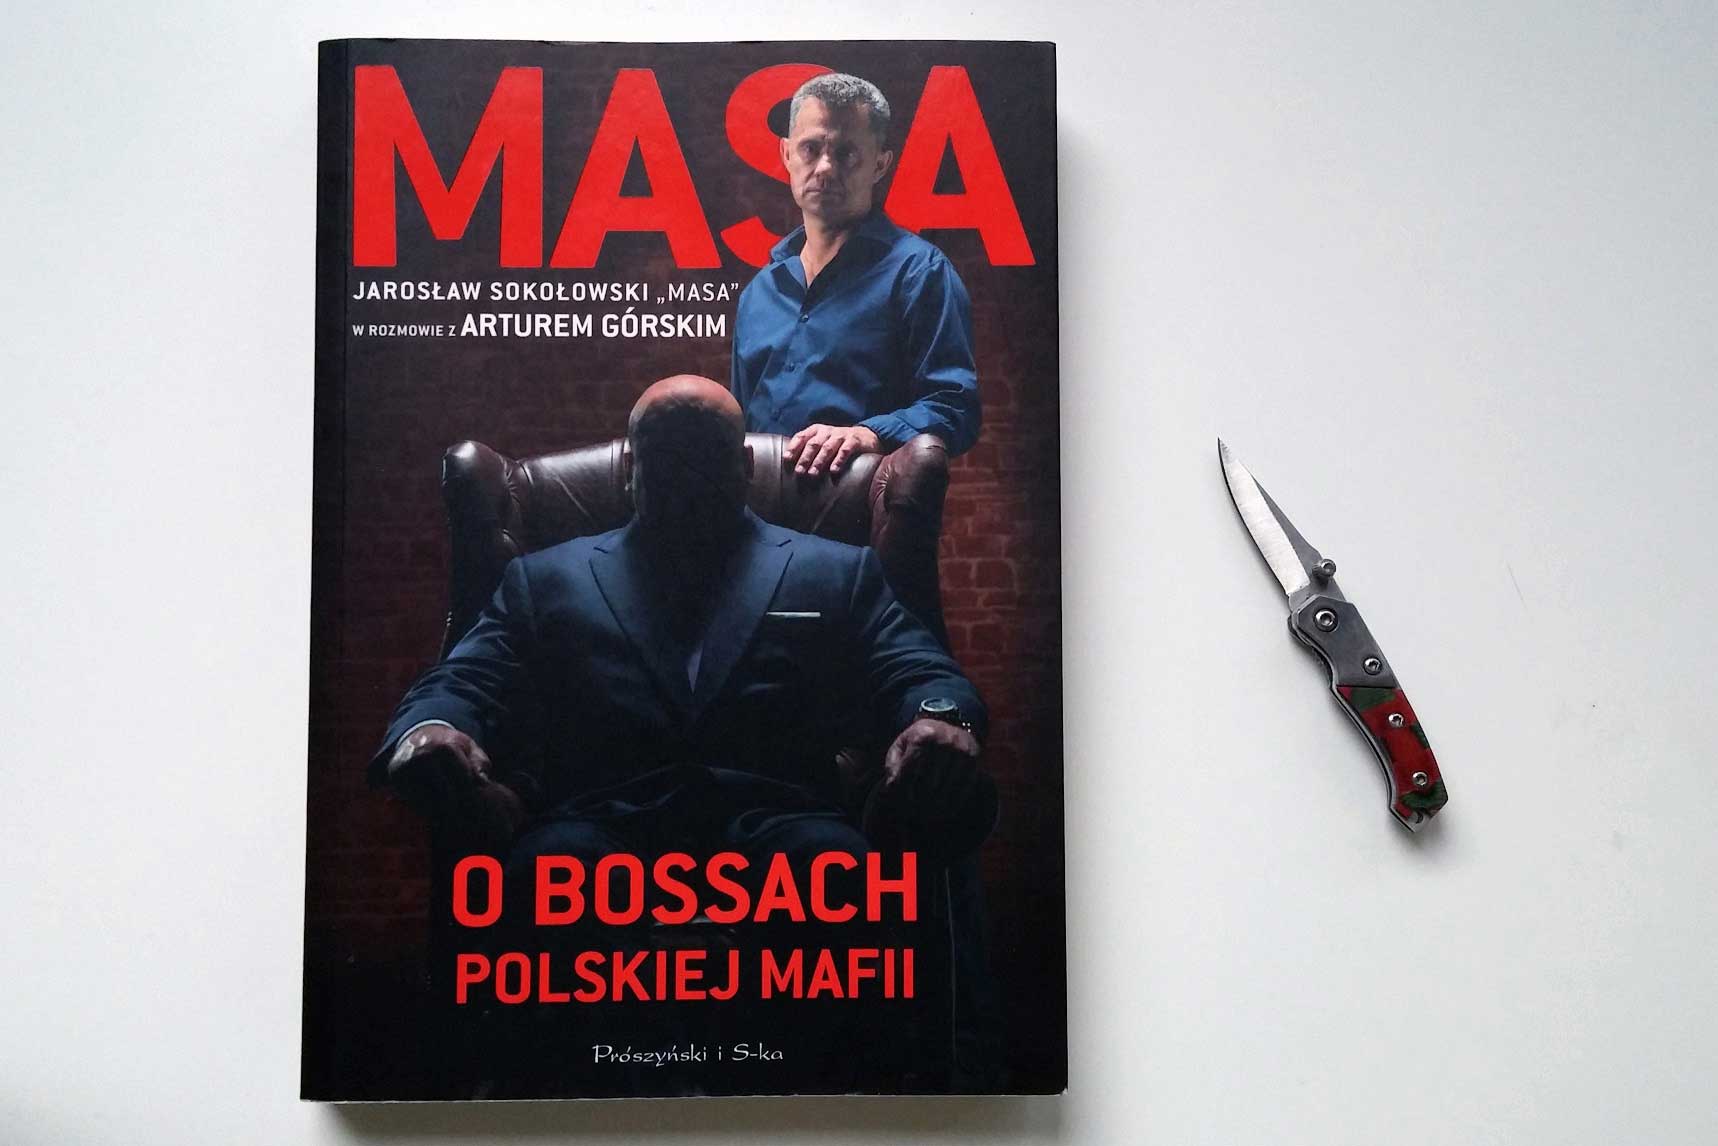 MASA
JAROSŁAW SOKOŁOWSKI „MASA”
W ROZMOWIE Z ARTUREM GÓRSKIM
O BOSSACH
POLSKIEJ MAFII
Prószyński i S-ka